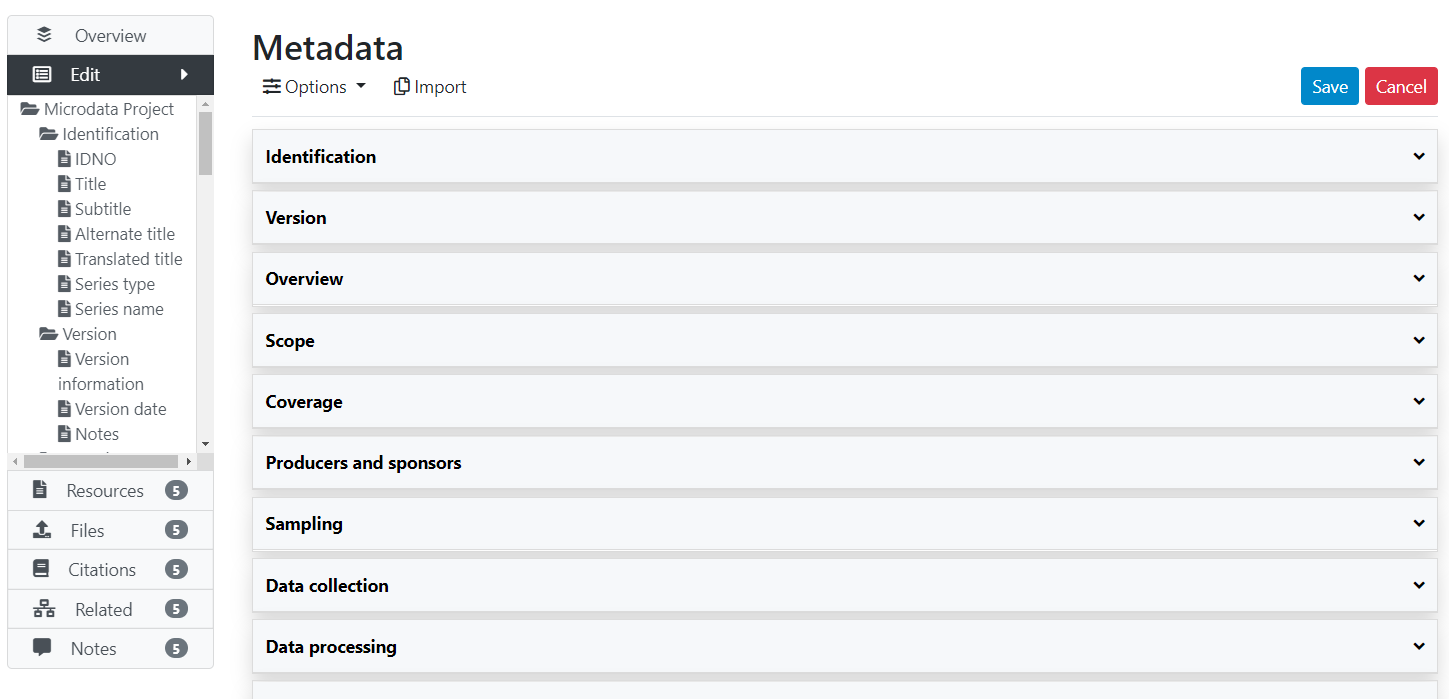 Overview
Edit
Microdata Project
Identification
IDNO
Title
Subtitle
Alternate title
Translated title
Series type
Series name
Version
Version
information
Version date
Notes
Resources 5
Files 5
Citations 5
Related 5
Notes 5
Metadata
Options Import
Save Cancel
Identification
Version
Overview
Scope
Coverage
Producers and sponsors
Sampling
Data collection
Data processing